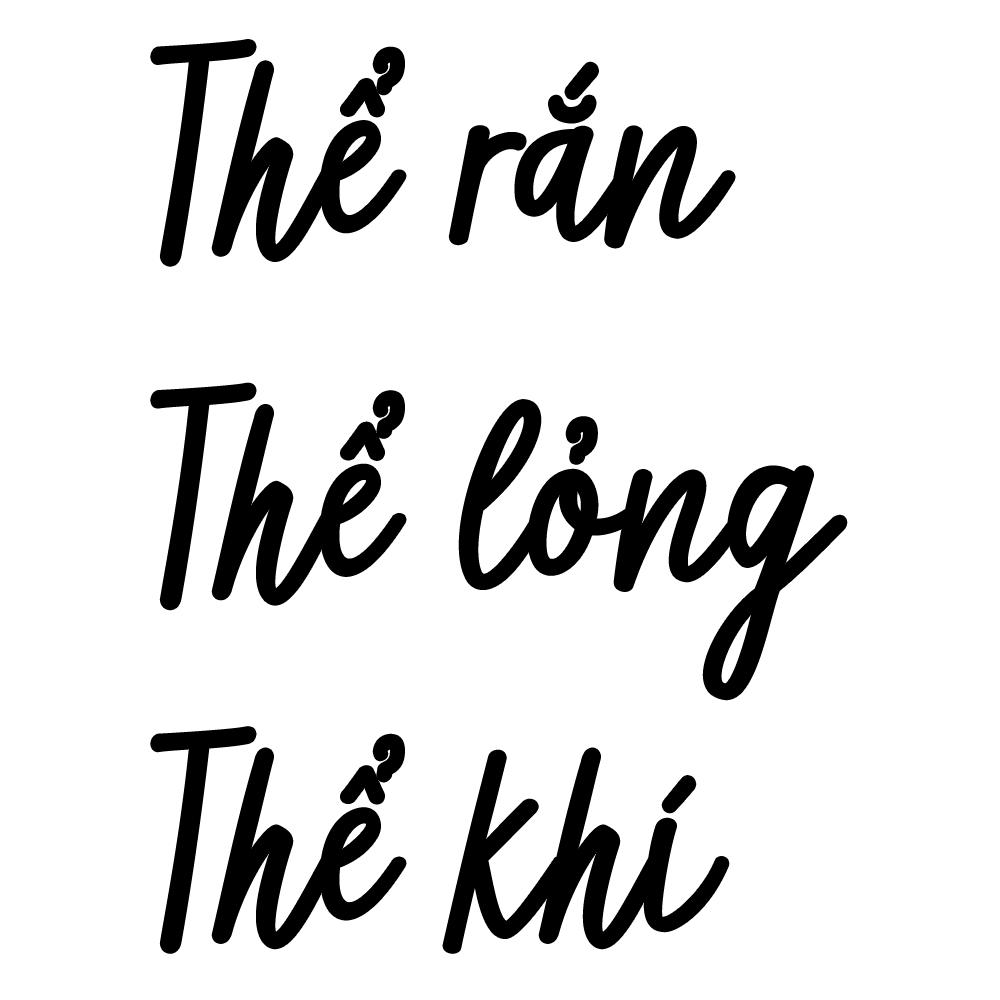 Thể rắn
Thể lỏng
Thể khí